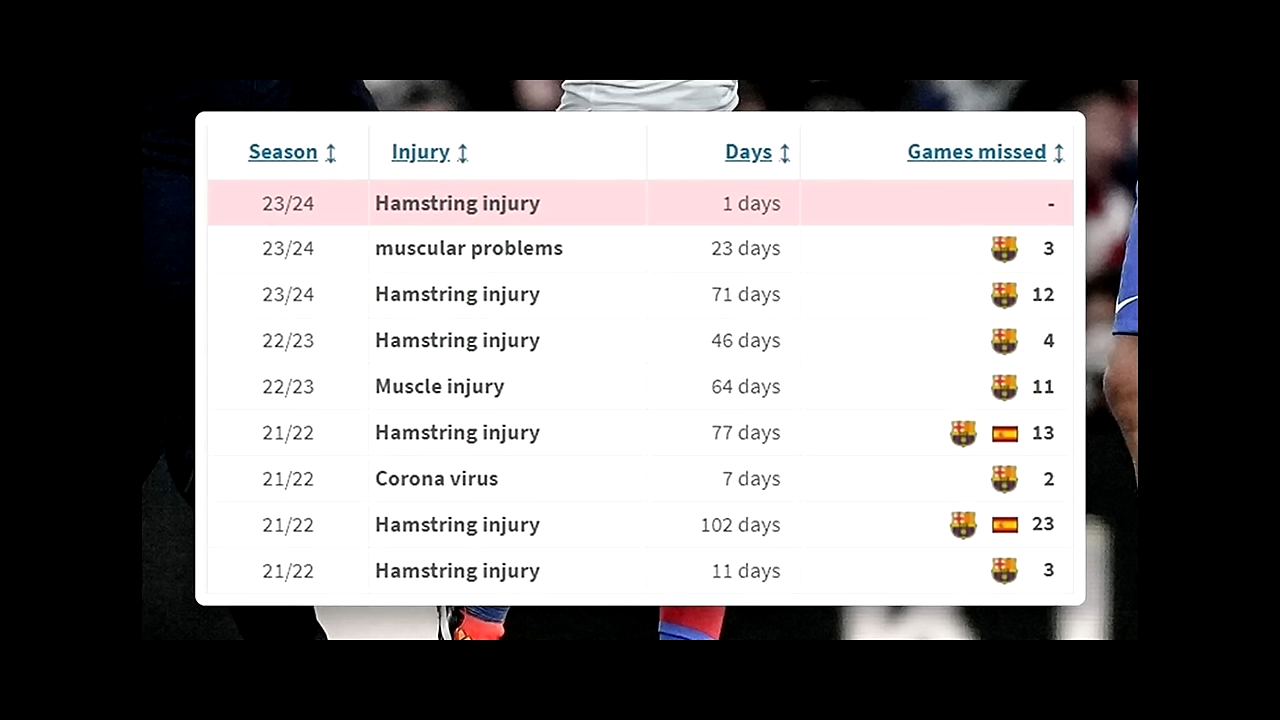 Season ↕ Injury ↕ Days ↕ Games missed ↕
23/24 Hamstring injury 1 days -
23/24 muscular problems 23 days 3
23/24 Hamstring injury 71 days 12
22/23 Hamstring injury 46 days 4
22/23 Muscle injury 64 days 11
21/22 Hamstring injury 77 days 13
21/22 Corona virus 7 days 2
21/22 Hamstring injury 102 days 23
21/22 Hamstring injury 11 days 3